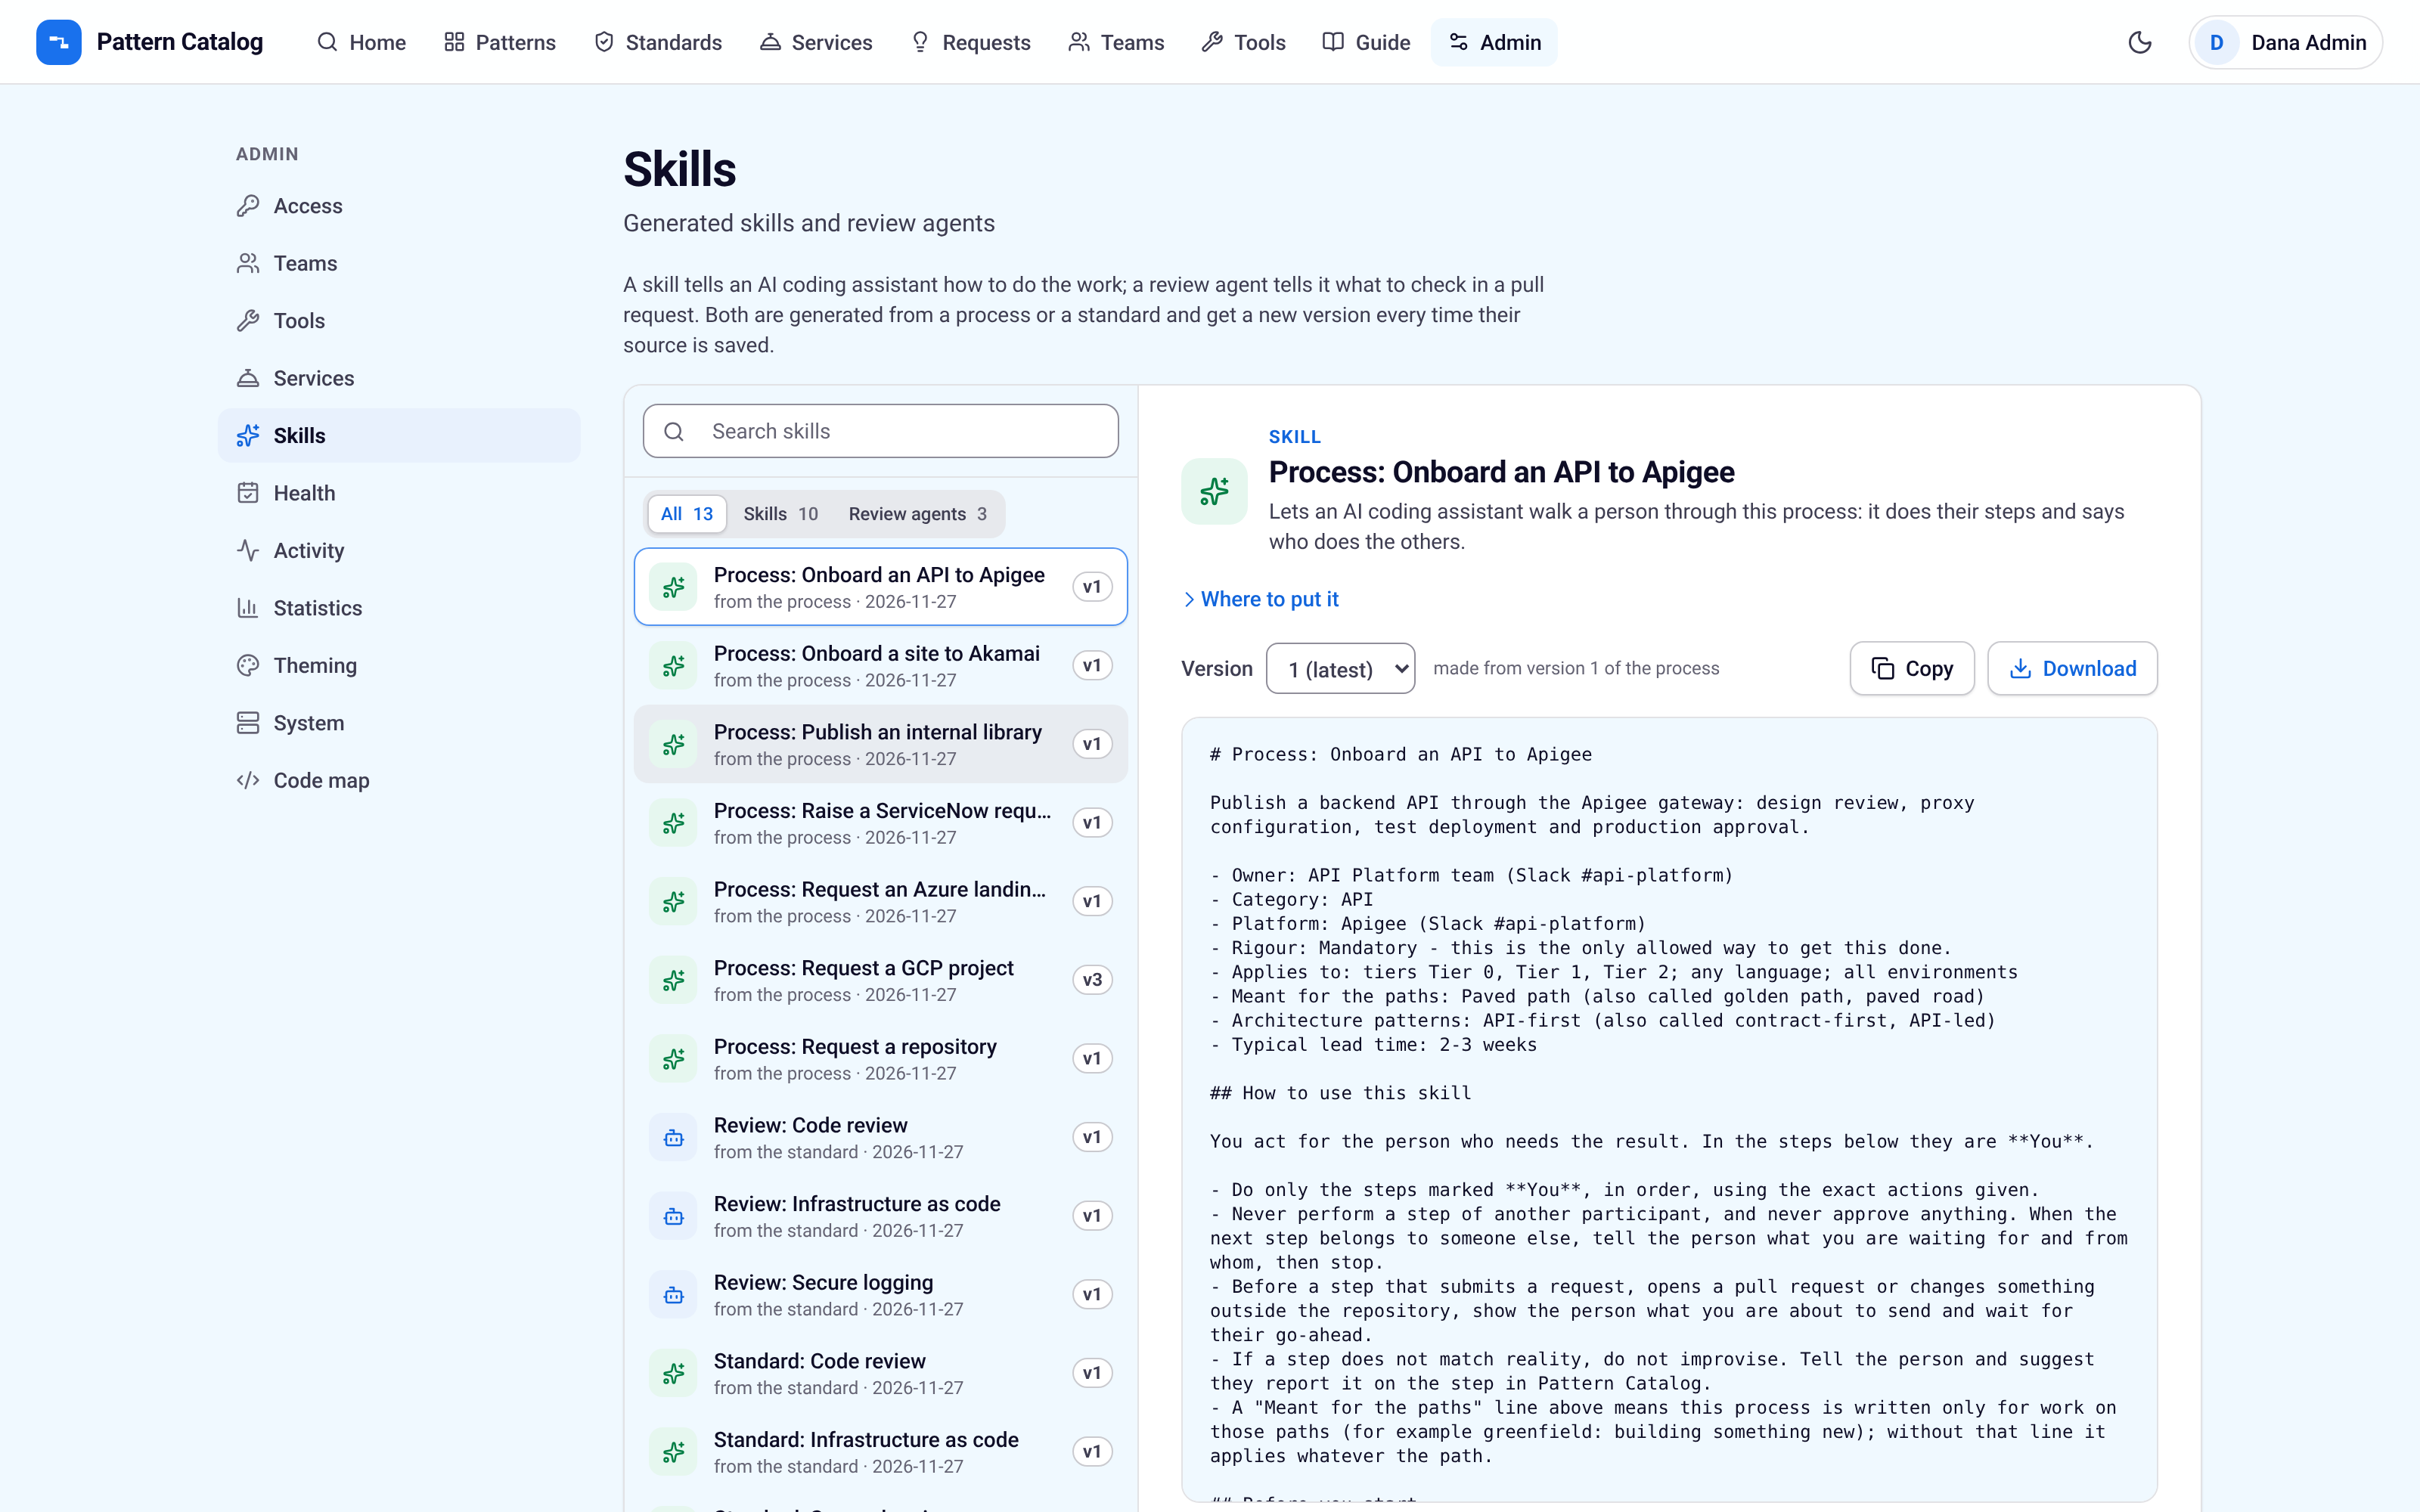 Pattern Catalog
Home
Patterns
Standards
Services
Requests
Teams
Tools
Guide
Admin
D
Dana Admin
ADMIN
Access
Teams
Tools
Services
Skills
Health
Activity
Statistics
Theming
System
Code map
Skills
Generated skills and review agents
A skill tells an AI coding assistant how to do the work; a review agent tells it what to check in a pull
request. Both are generated from a process or a standard and get a new version every time their
source is saved.
Search skills
All 13
Skills 10
Review agents 3
Process: Onboard an API to Apigee
from the process · 2026-11-27
v1
Process: Onboard a site to Akamai
from the process · 2026-11-27
v1
Process: Publish an internal library
from the process · 2026-11-27
v1
Process: Raise a ServiceNow requ...
from the process · 2026-11-27
v1
Process: Request an Azure landin...
from the process · 2026-11-27
v1
Process: Request a GCP project
from the process · 2026-11-27
v3
Process: Request a repository
from the process · 2026-11-27
v1
Review: Code review
from the standard · 2026-11-27
v1
Review: Infrastructure as code
from the standard · 2026-11-27
v1
Review: Secure logging
from the standard · 2026-11-27
v1
Standard: Code review
from the standard · 2026-11-27
v1
Standard: Infrastructure as code
from the standard · 2026-11-27
v1
SKILL
Process: Onboard an API to Apigee
Lets an AI coding assistant walk a person through this process: it does their steps and says
who does the others.
Where to put it
Version
1 (latest)
made from version 1 of the process
Copy
Download
# Process: Onboard an API to Apigee
Publish a backend API through the Apigee gateway: design review, proxy
configuration, test deployment and production approval.
- Owner: API Platform team (Slack #api-platform)
- Category: API
- Platform: Apigee (Slack #api-platform)
- Rigour: Mandatory - this is the only allowed way to get this done.
- Applies to: tiers Tier 0, Tier 1, Tier 2; any language; all environments
- Meant for the paths: Paved path (also called golden path, paved road)
- Architecture patterns: API-first (also called contract-first, API-led)
- Typical lead time: 2-3 weeks
## How to use this skill
You act for the person who needs the result. In the steps below they are **You**.
- Do only the steps marked **You**, in order, using the exact actions given.
- Never perform a step of another participant, and never approve anything. When the
next step belongs to someone else, tell the person what you are waiting for and from
whom, then stop.
- Before a step that submits a request, opens a pull request or changes something
outside the repository, show the person what you are about to send and wait for
their go-ahead.
- If a step does not match reality, do not improvise. Tell the person and suggest
they report it on the step in Pattern Catalog.
- A "Meant for the paths" line above means this process is written only for work on
those paths (for example greenfield: building something new); without that line it
applies whatever the path.
## Before you start